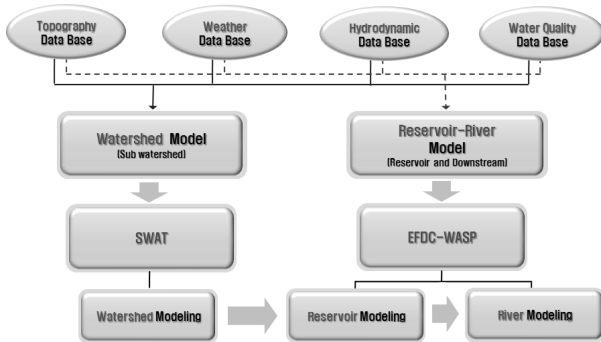 Topography
Data Base
Weather
Data Base
Hydrodynamic
Data Base
Water Quality
Data Base
Watershed Model
(Sub watershed)
Reservoir-River
Model
(Reservoir and Downstream)
SWAT
EFDC-WASP
Watershed Modeling
Reservoir Modeling
River Modeling